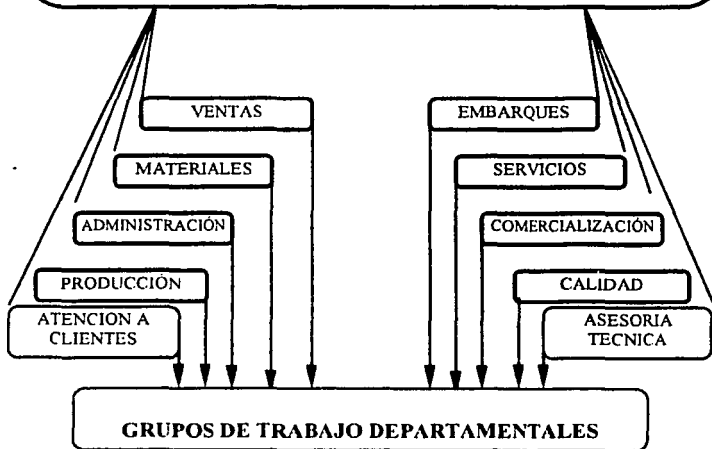 VENTAS
EMBARQUES
MATERIALES
SERVICIOS
ADMINISTRACIÓN
COMERCIALIZACIÓN
PRODUCCIÓN
CALIDAD
ATENCION A
CLIENTES
ASESORIA
TECNICA
GRUPOS DE TRABAJO DEPARTAMENTALES